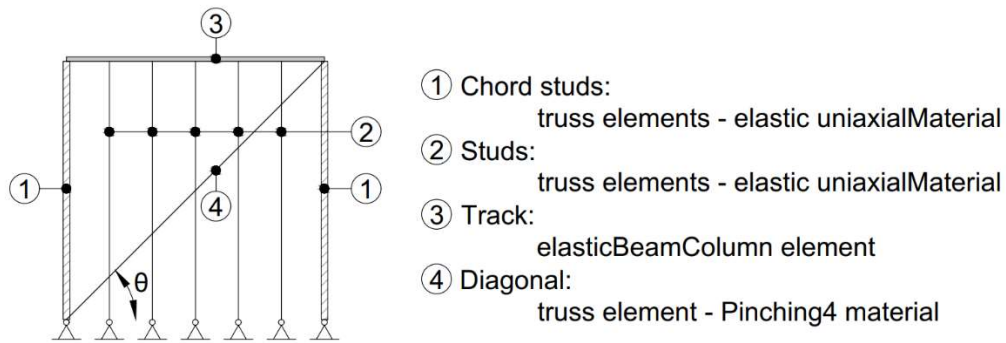 ③
① Chord studs:
truss elements - elastic uniaxialMaterial
② Studs:
truss elements - elastic uniaxialMaterial
③ Track:
elasticBeamColumn element
④ Diagonal:
truss element - Pinching4 material
②
①
④
①
θ